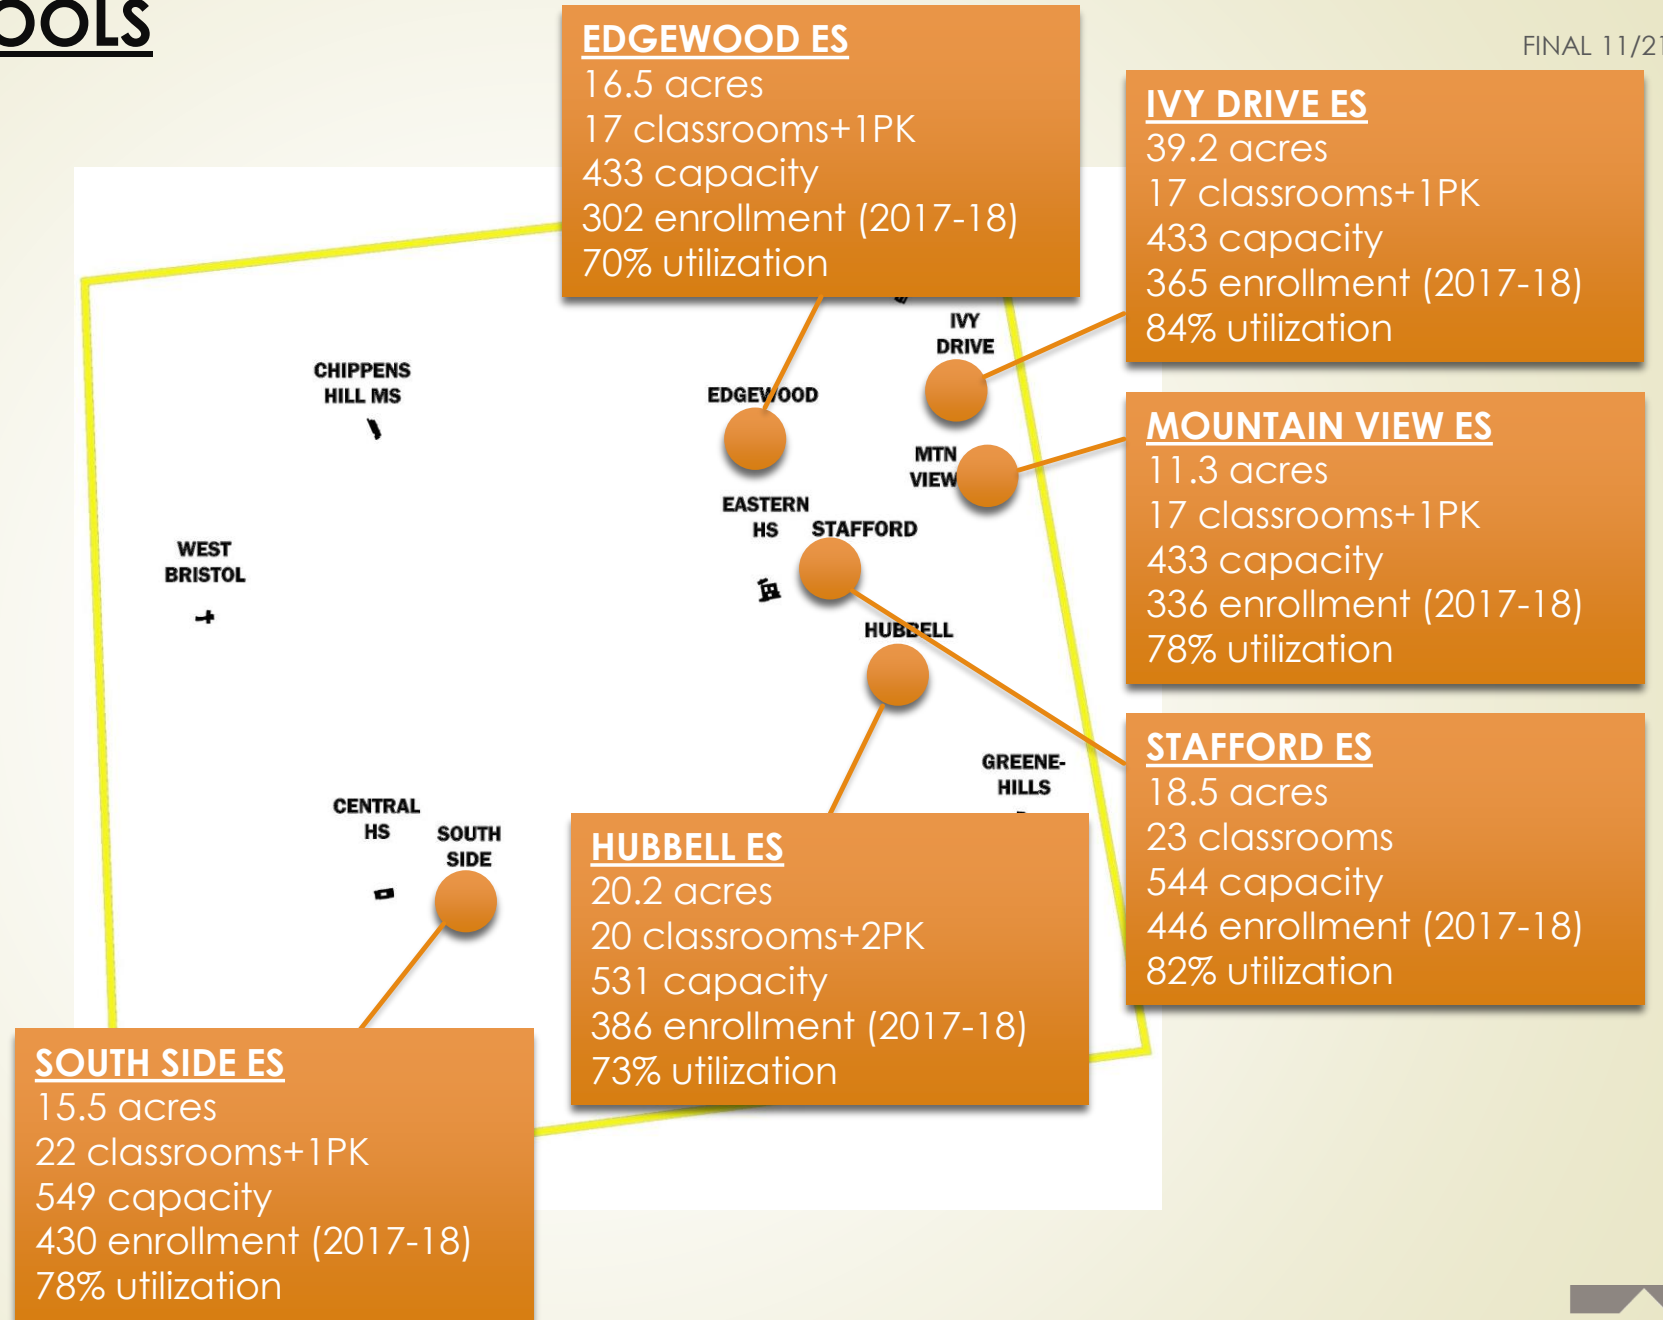 OOLS
FINAL 11/21
EDGEWOOD ES
16.5 acres
17 classrooms+1PK
433 capacity
302 enrollment (2017-18)
70% utilization
IVY DRIVE ES
39.2 acres
17 classrooms+1PK
433 capacity
365 enrollment (2017-18)
84% utilization
IVY
DRIVE
CHIPPENS
HILL MS
EDGEWOOD
MTN
VIEW
MOUNTAIN VIEW ES
11.3 acres
17 classrooms+1PK
433 capacity
336 enrollment (2017-18)
78% utilization
EASTERN
HS
STAFFORD
WEST
BRISTOL
HUBBELL
STAFFORD ES
18.5 acres
23 classrooms
544 capacity
446 enrollment (2017-18)
82% utilization
GREENE-
HILLS
CENTRAL
HS
SOUTH
SIDE
HUBBELL ES
20.2 acres
20 classrooms+2PK
531 capacity
386 enrollment (2017-18)
73% utilization
SOUTH SIDE ES
15.5 acres
22 classrooms+1PK
549 capacity
430 enrollment (2017-18)
78% utilization